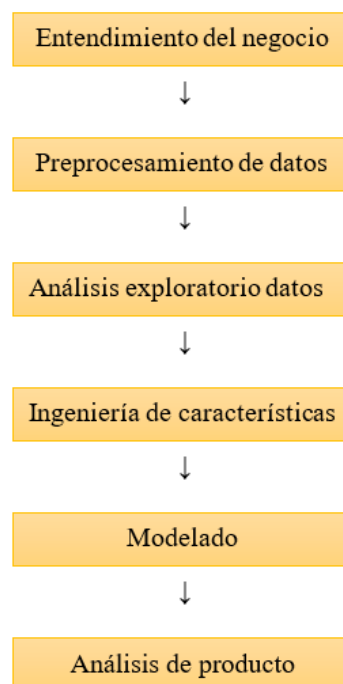 Entendimiento del negocio
↓
Preprocesamiento de datos
↓
Análisis exploratorio datos
↓
Ingeniería de características
↓
Modelado
↓
Análisis de producto